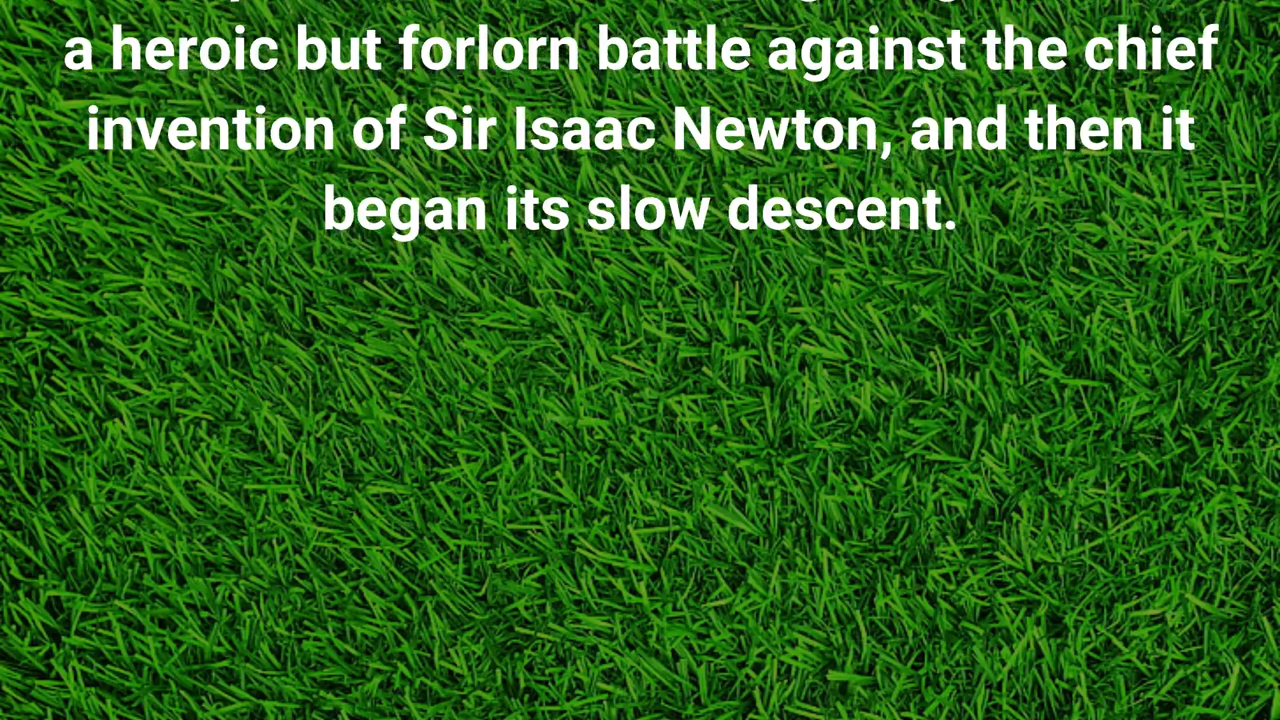 a heroic but forlorn battle against the chief
invention of Sir Isaac Newton, and then it
began its slow descent.